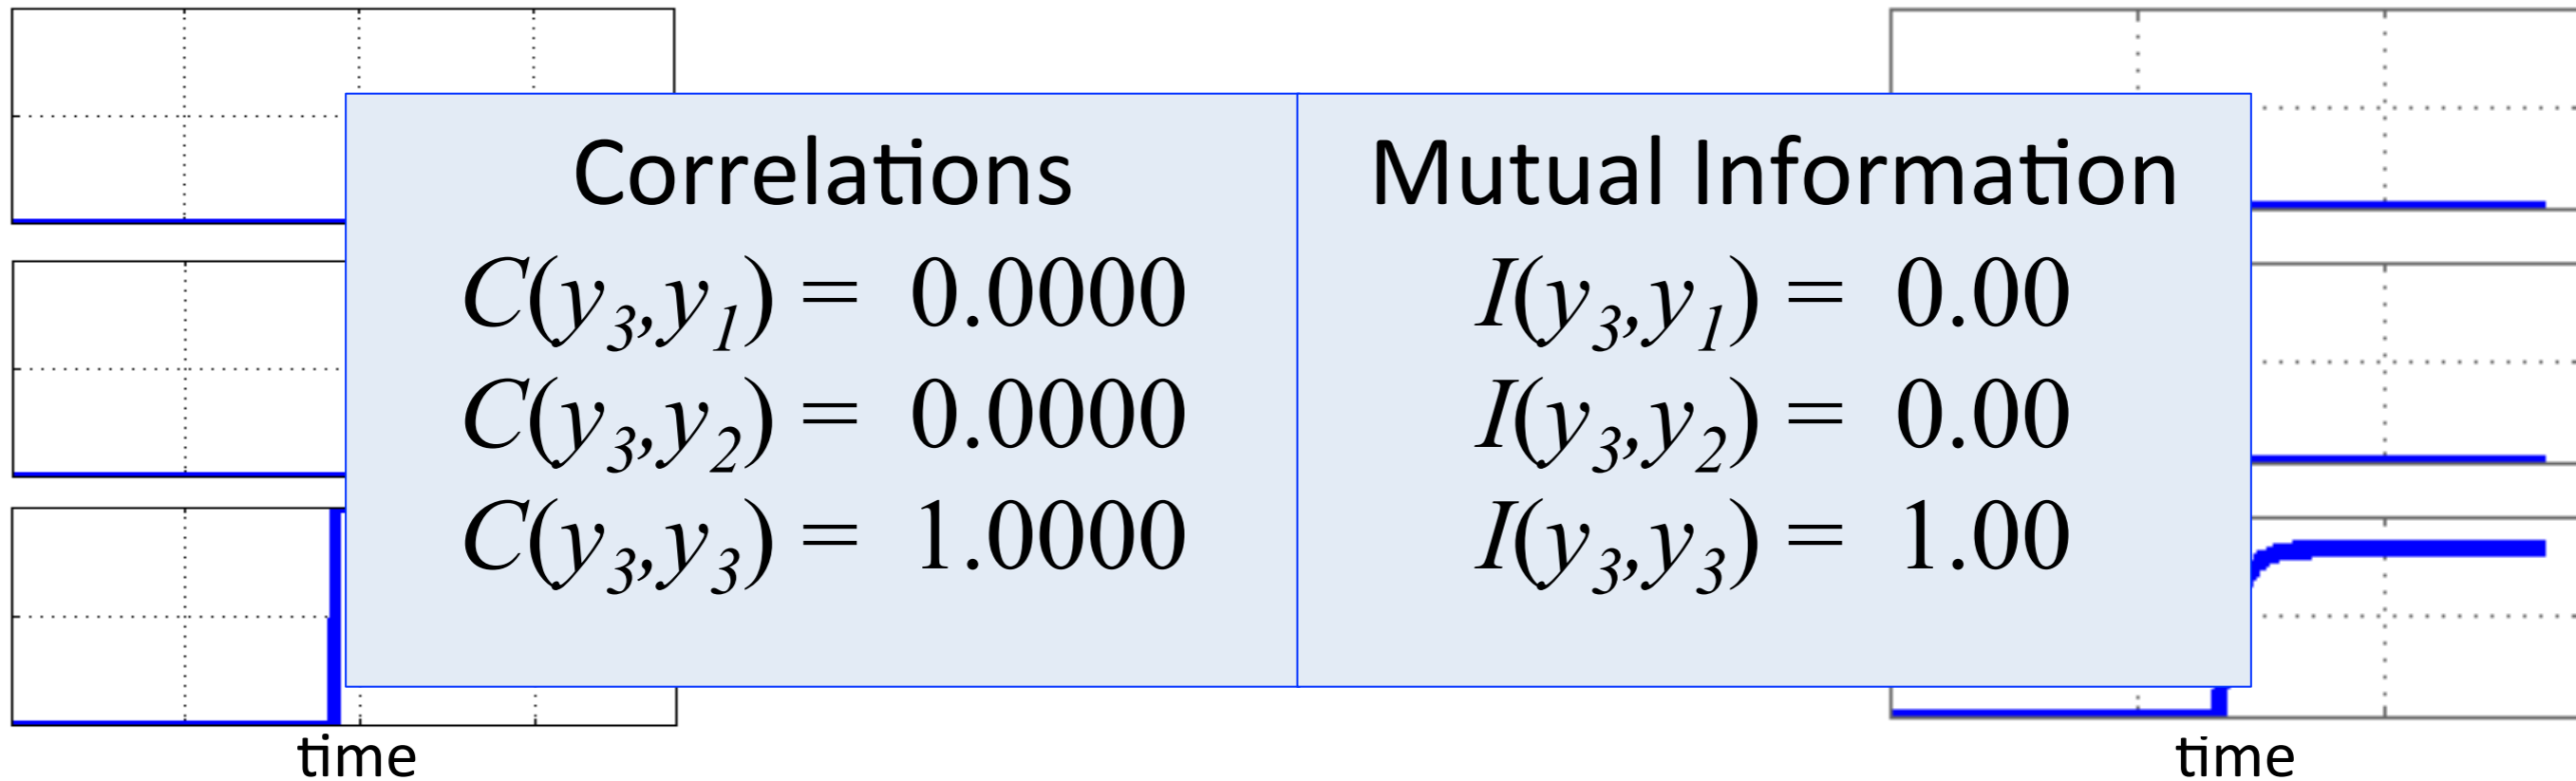 Correlations
C(y₃,y₁) = 0.0000
C(y₃,y₂) = 0.0000
C(y₃,y₃) = 1.0000
Mutual Information
I(y₃,y₁) = 0.00
I(y₃,y₂) = 0.00
I(y₃,y₃) = 1.00
time
time